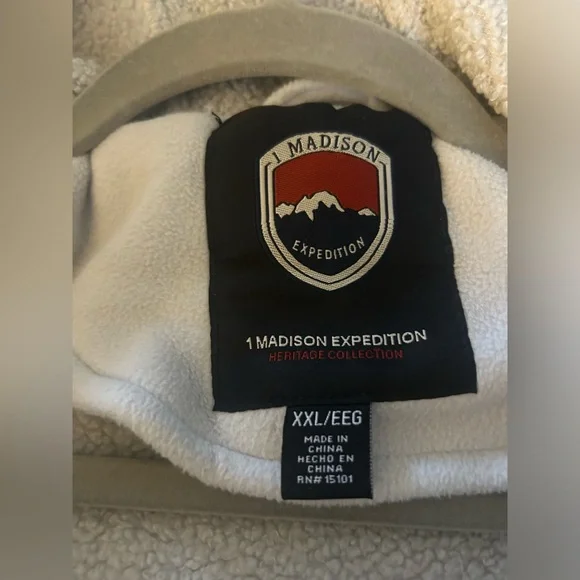 1 MADISON
EXPEDITION
1 MADISON EXPEDITION
HERITAGE COLLECTION
XXL/EEG
MADE IN
CHINA
HECHO EN
CHINA
RN# 15101